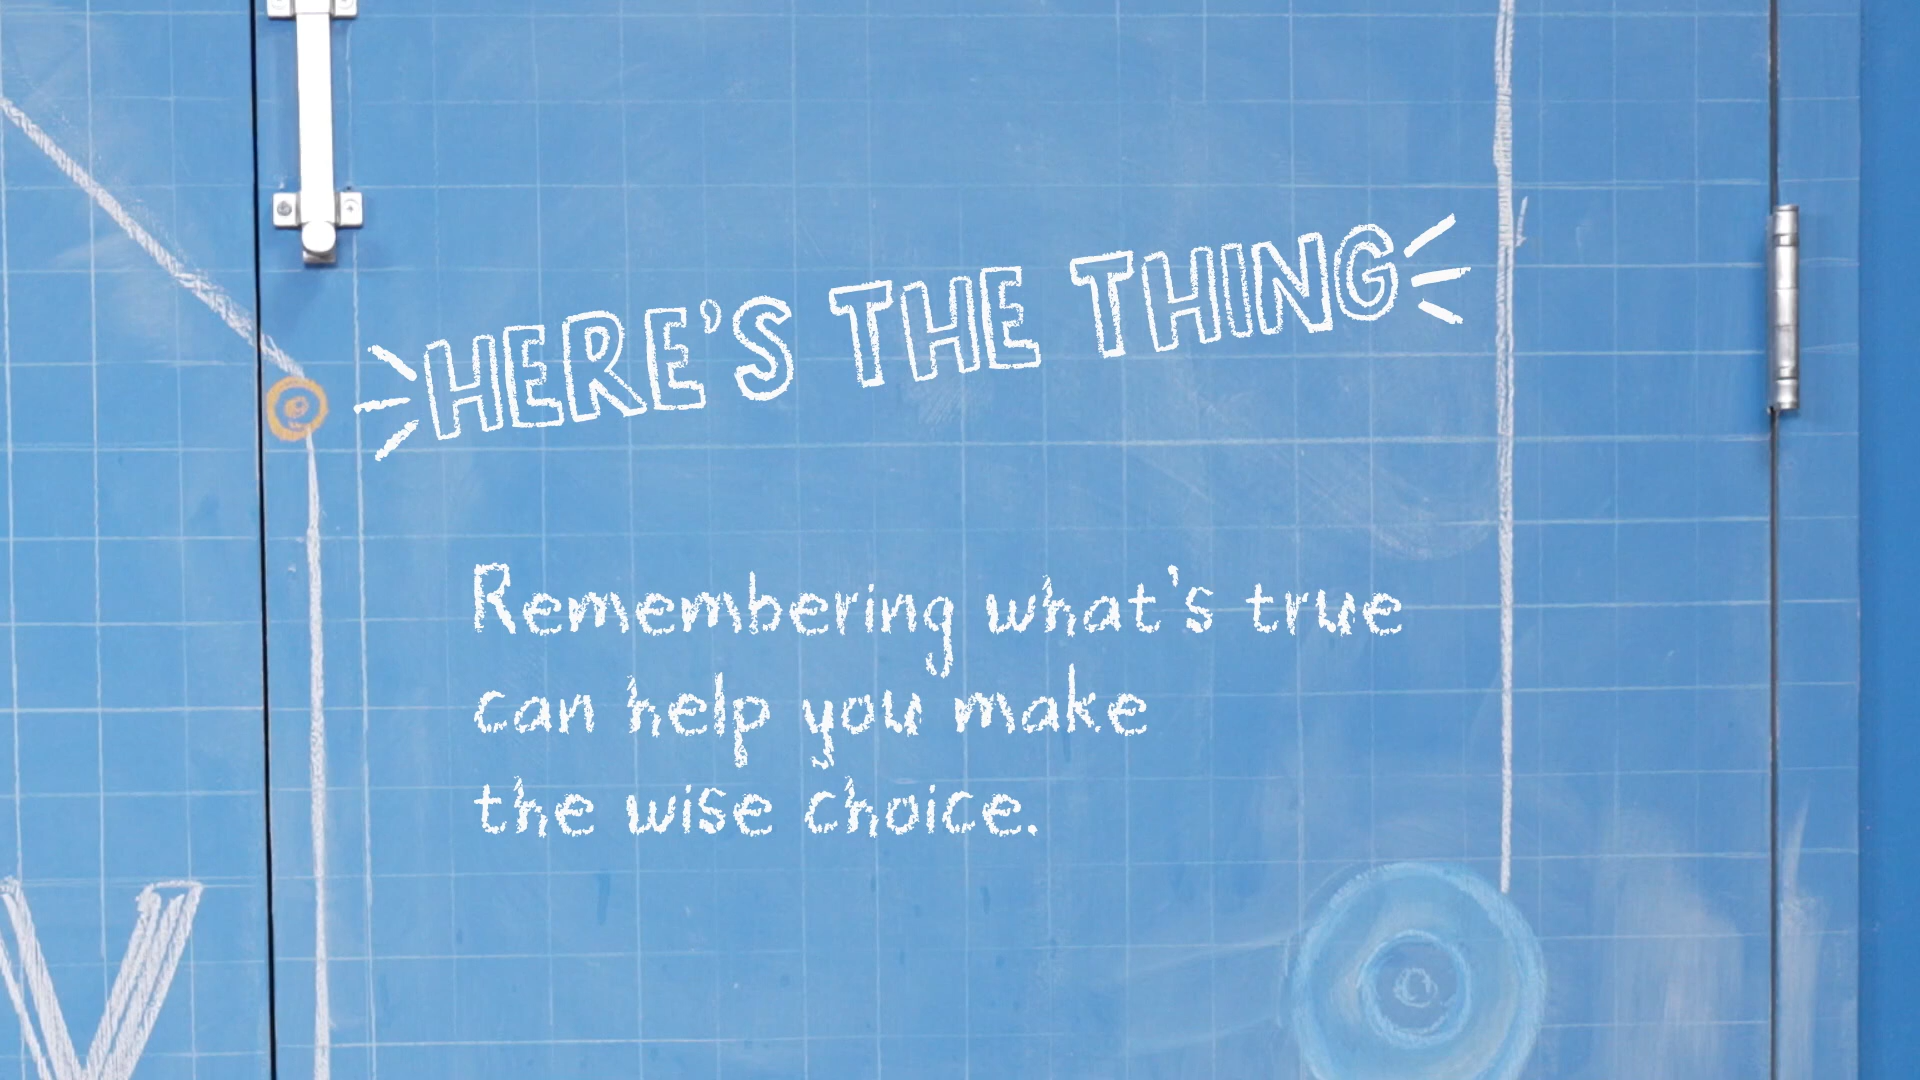 HERE'S THE THING
Remembering what's true
can help you make
the wise choice.
V